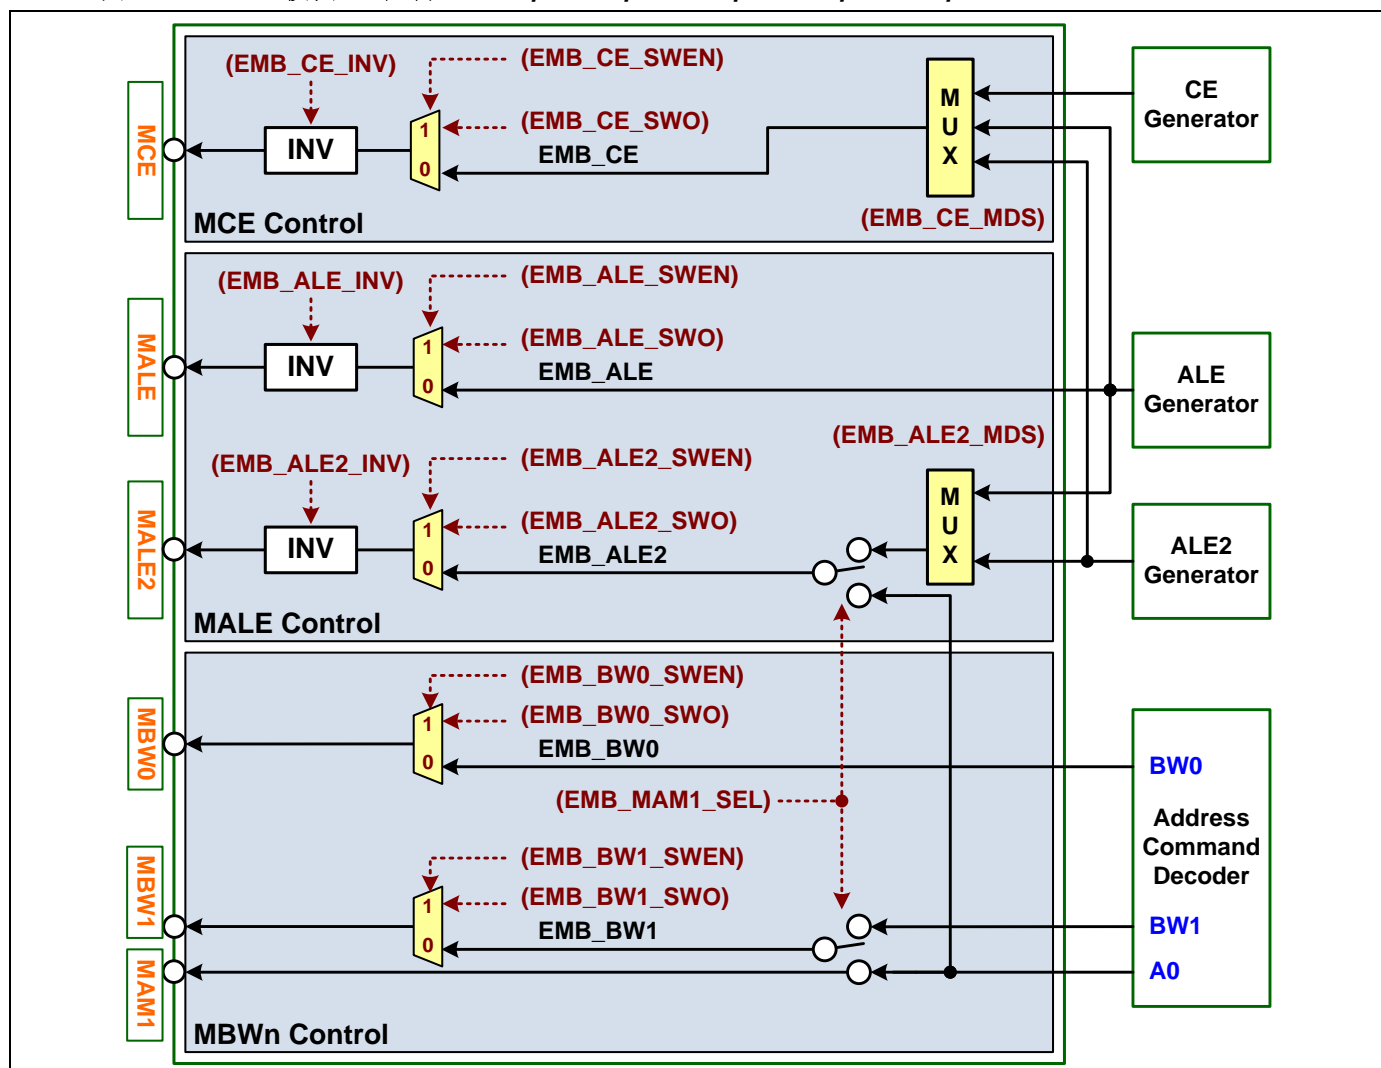 (EMB_CE_INV)
(EMB_CE_SWEN)
(EMB_CE_SWO)
EMB_CE
MCE
INV
1
0
M
U
X
(EMB_CE_MDS)
MCE Control
CE
Generator
(EMB_ALE_INV)
(EMB_ALE_SWEN)
(EMB_ALE_SWO)
EMB_ALE
MALE
INV
1
0
ALE
Generator
(EMB_ALE2_MDS)
(EMB_ALE2_INV)
(EMB_ALE2_SWEN)
(EMB_ALE2_SWO)
EMB_ALE2
MALE2
INV
1
0
M
U
X
ALE2
Generator
MALE Control
(EMB_BW0_SWEN)
(EMB_BW0_SWO)
EMB_BW0
MBW0
1
0
BW0
(EMB_MAM1_SEL)
Address
Command
Decoder
(EMB_BW1_SWEN)
(EMB_BW1_SWO)
EMB_BW1
MBW1
1
0
BW1
A0
MAM1
MBWn Control